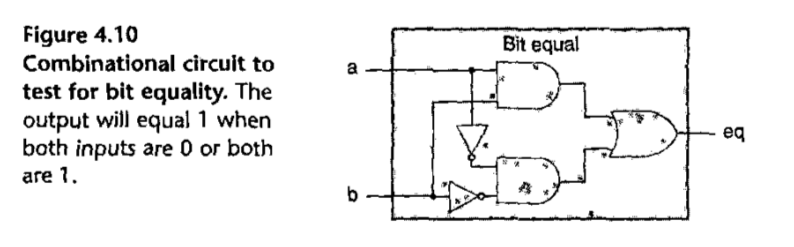 Figure 4.10
Combinational circuit to
test for bit equality. The
output will equal 1 when
both inputs are 0 or both
are 1.
Bit equal
a
eq
b